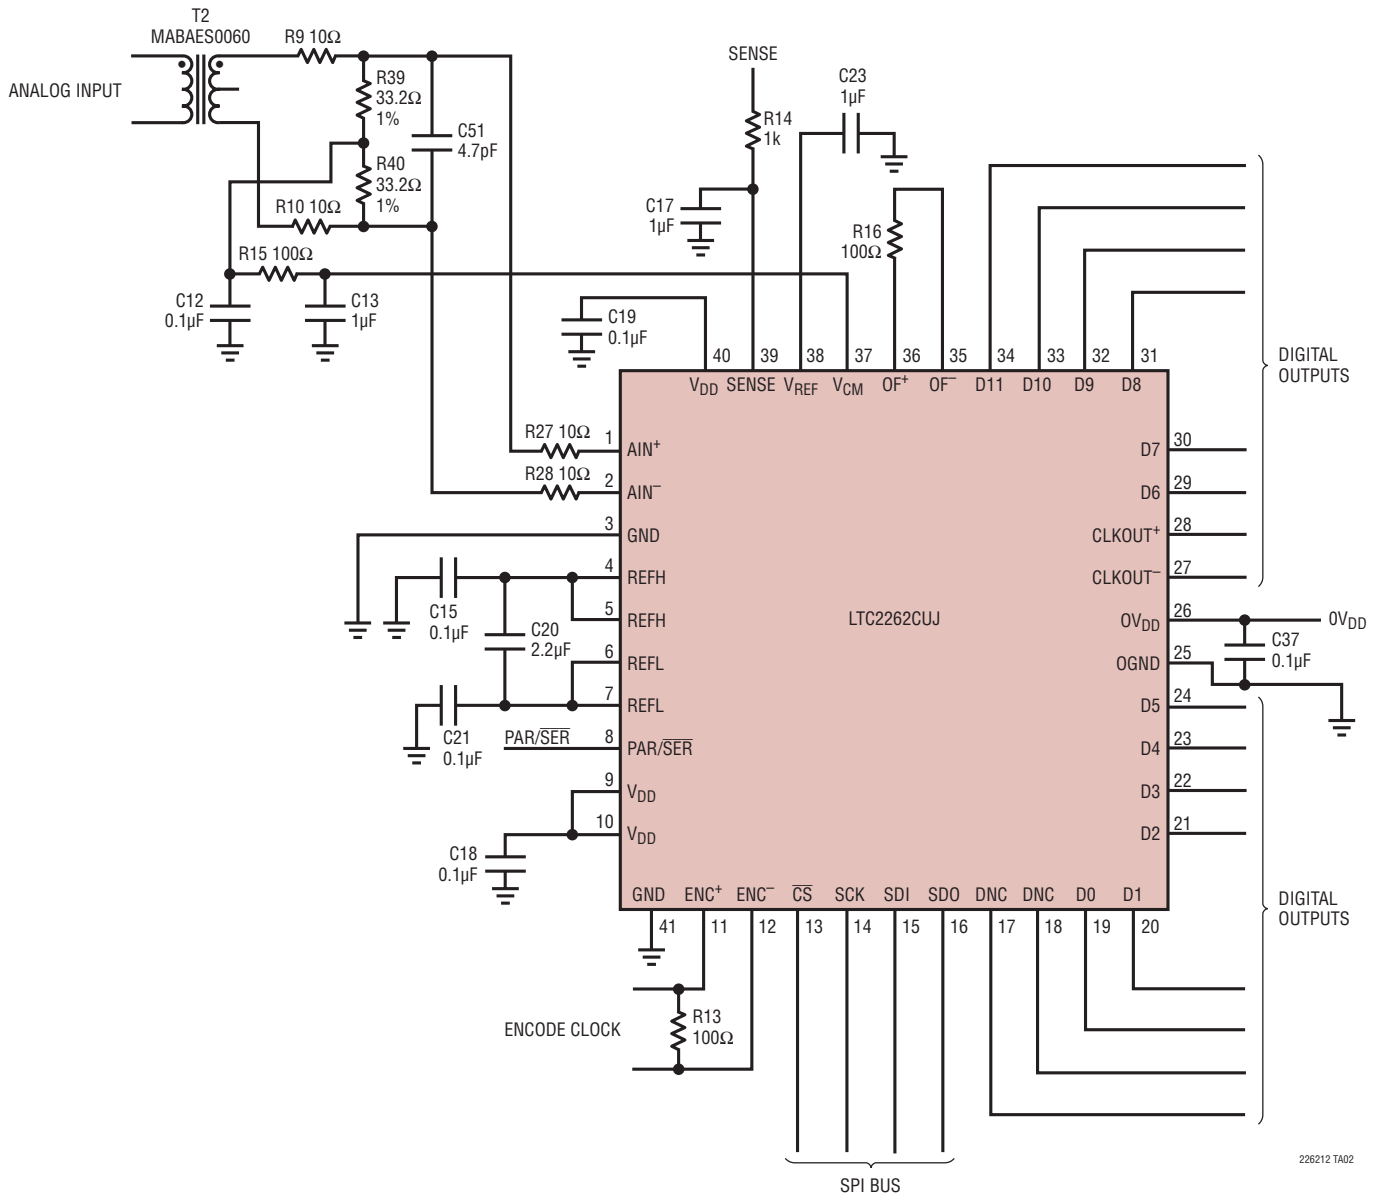 T2
MABAES0060
ANALOG INPUT
R9 10Ω
R39
33.2Ω
1%
C51
4.7pF
R40
33.2Ω
1%
R10 10Ω
R15 100Ω
C12
0.1µF
C13
1µF
SENSE
R14
1k
C17
1µF
C23
1µF
R16
100Ω
C19
0.1µF
40
39
38
37
36
35
34
33
32
31
VDD
SENSE
VREF
VCM
OF+
OF–
D11
D10
D9
D8
DIGITAL
OUTPUTS
R27 10Ω
1
AIN+
R28 10Ω
2
AIN–
3
GND
4
REFH
5
REFH
6
REFL
7
REFL
PAR/SER
8
PAR/SER
9
VDD
10
VDD
C15
0.1µF
C20
2.2µF
C21
0.1µF
C18
0.1µF
LTC2262CUJ
D7
30
D6
29
CLKOUT+
28
CLKOUT–
27
OVDD
26
0VDD
C37
0.1µF
OGND
25
D5
24
D4
23
D3
22
D2
21
GND
ENC+
ENC–
CS
SCK
SDI
SDO
DNC
DNC
D0
D1
41
11
12
13
14
15
16
17
18
19
20
DIGITAL
OUTPUTS
ENCODE CLOCK
R13
100Ω
SPI BUS
226212 TA02